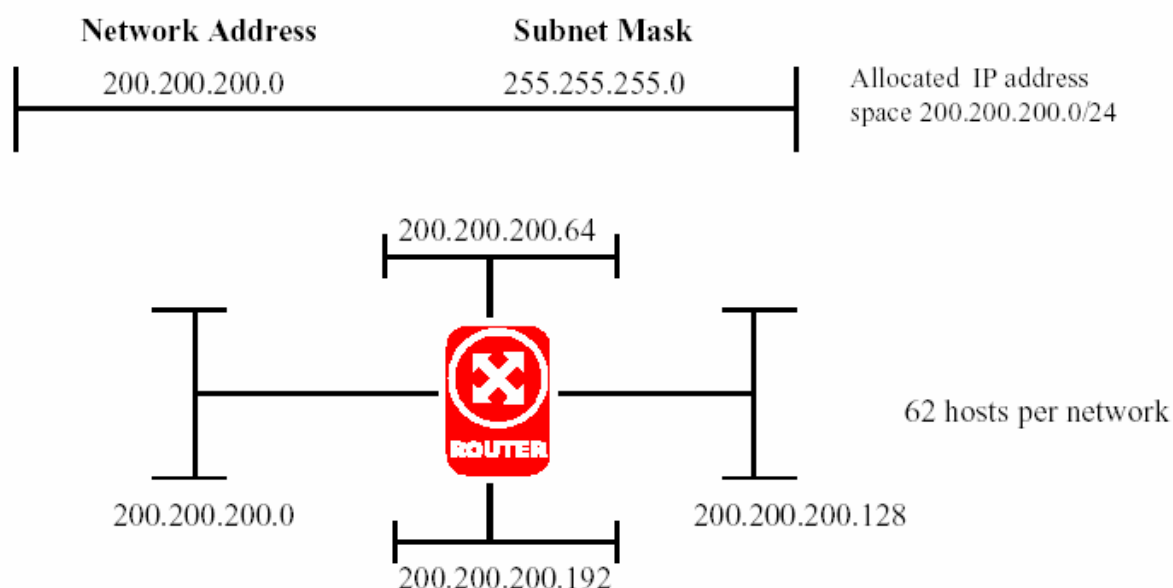 Network Address Subnet Mask
200.200.200.0 255.255.255.0
Allocated IP address
space 200.200.200.0/24
200.200.200.64
ROUTER
62 hosts per network
200.200.200.0 200.200.200.128
200.200.200.192